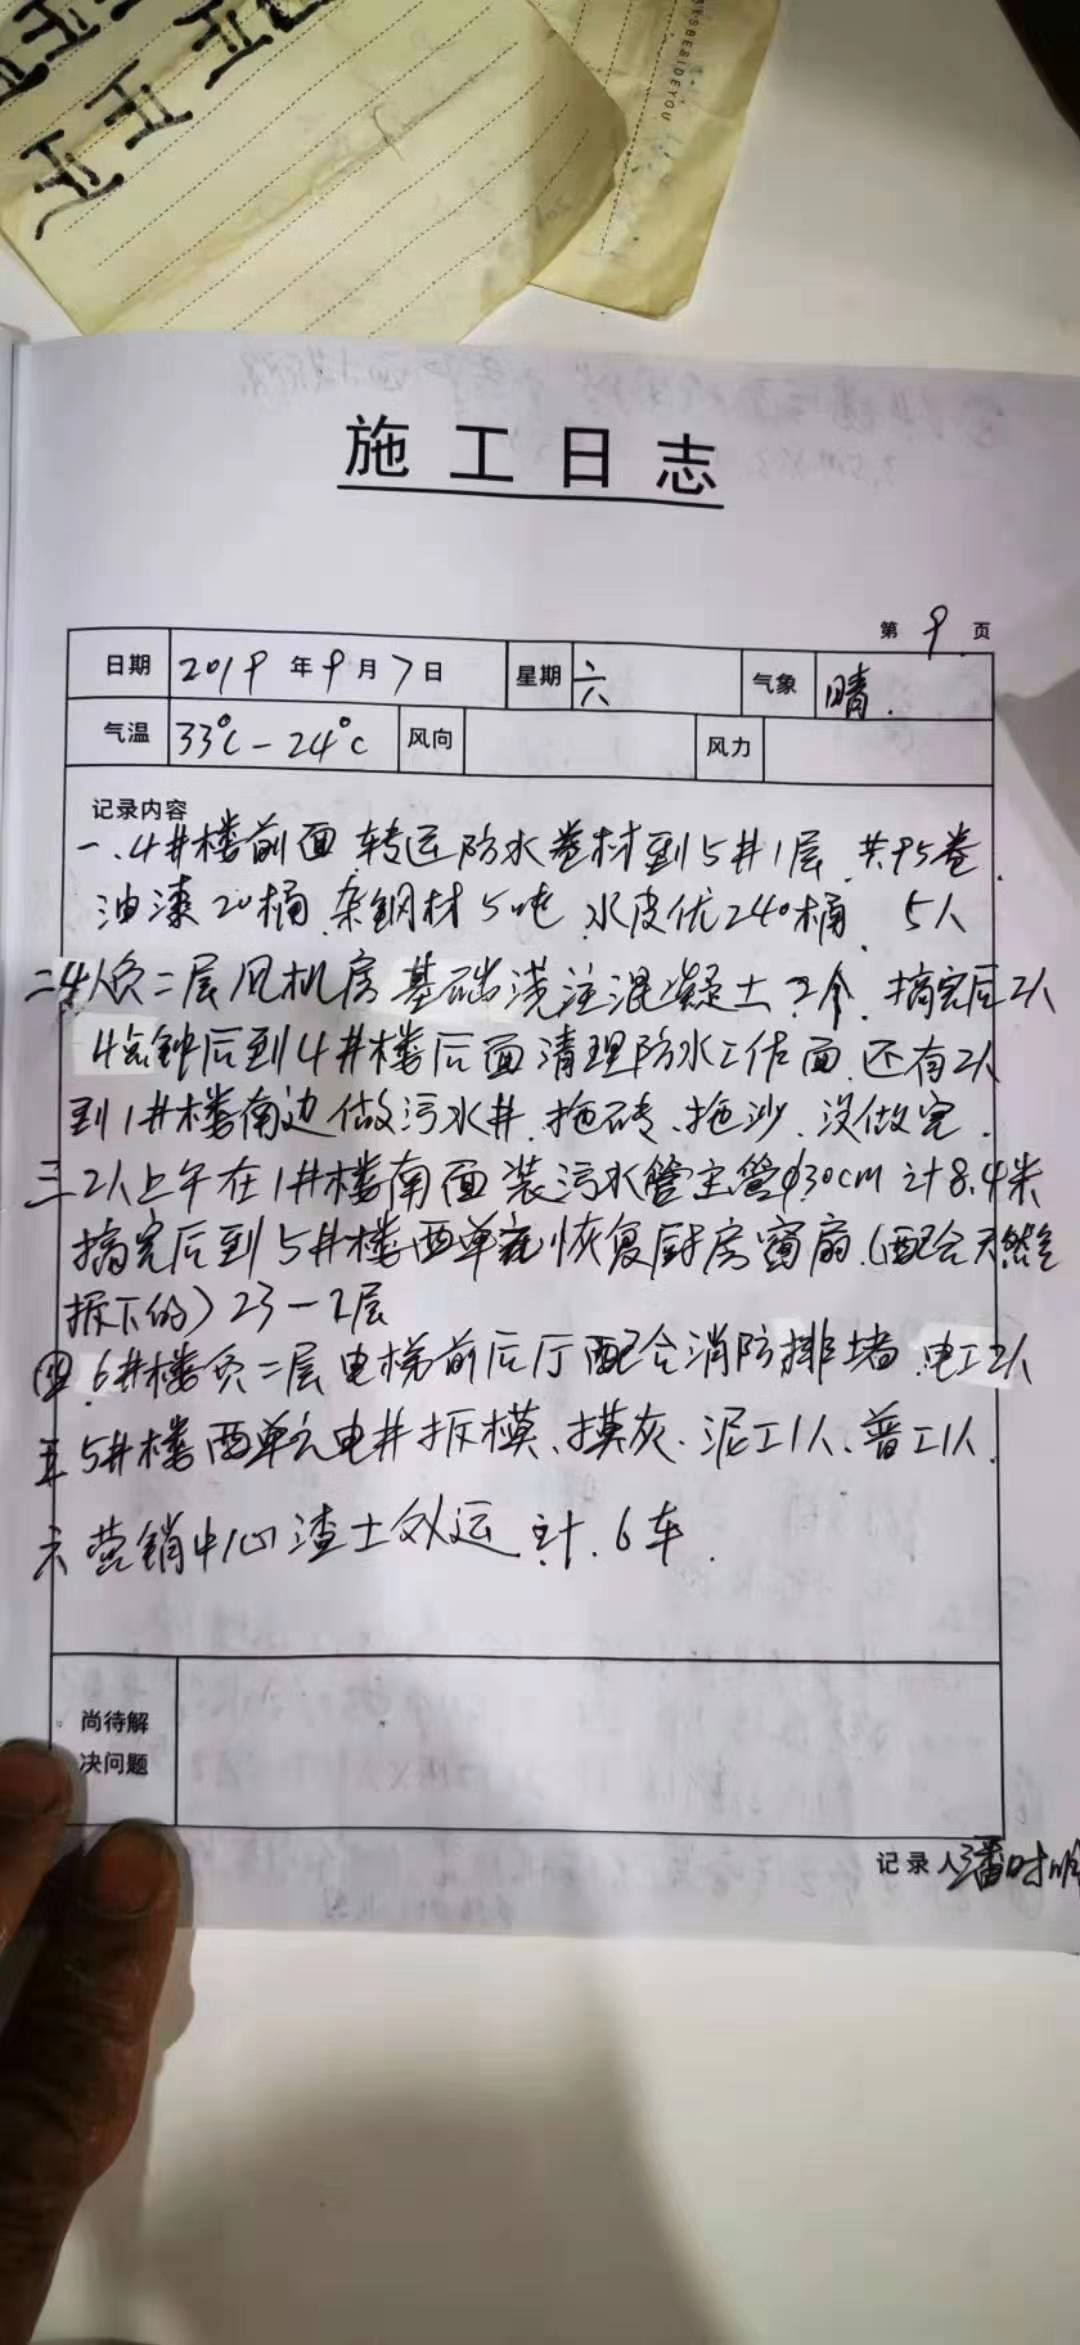 YSBESIDEYOU
施工日志
第 9 页
日期 2019 年 9 月 7 日 星期 六 气象 晴.
气温 33℃-24℃ 风向 风力
记录内容
一、4井楼前面 转运防水卷材到5井1层 共95卷.
油漆20桶.杂钢材5吨.水皮优240桶. 5人
二4人负二层风机房基础浇注混凝土2个.搞完后2人
4点钟后到4井楼后面清理防水工作面.还有2人
到1井楼南边做污水井.拖砖、拖沙、没做完.
三2人上午在1井楼南面装污水管主管φ30cm计8.4米
搞完后到5井楼西单元恢复厨房窗扇.(配合天然气
拆下的)23-2层
四.6井楼负二层电梯前后厅配合消防排堵.电工2人
五5井楼西单元电井拆模、摸灰.泥工1人、普工1人.
六营销中心渣土外运 计.6车.
尚待解
决问题
记录人 潘时